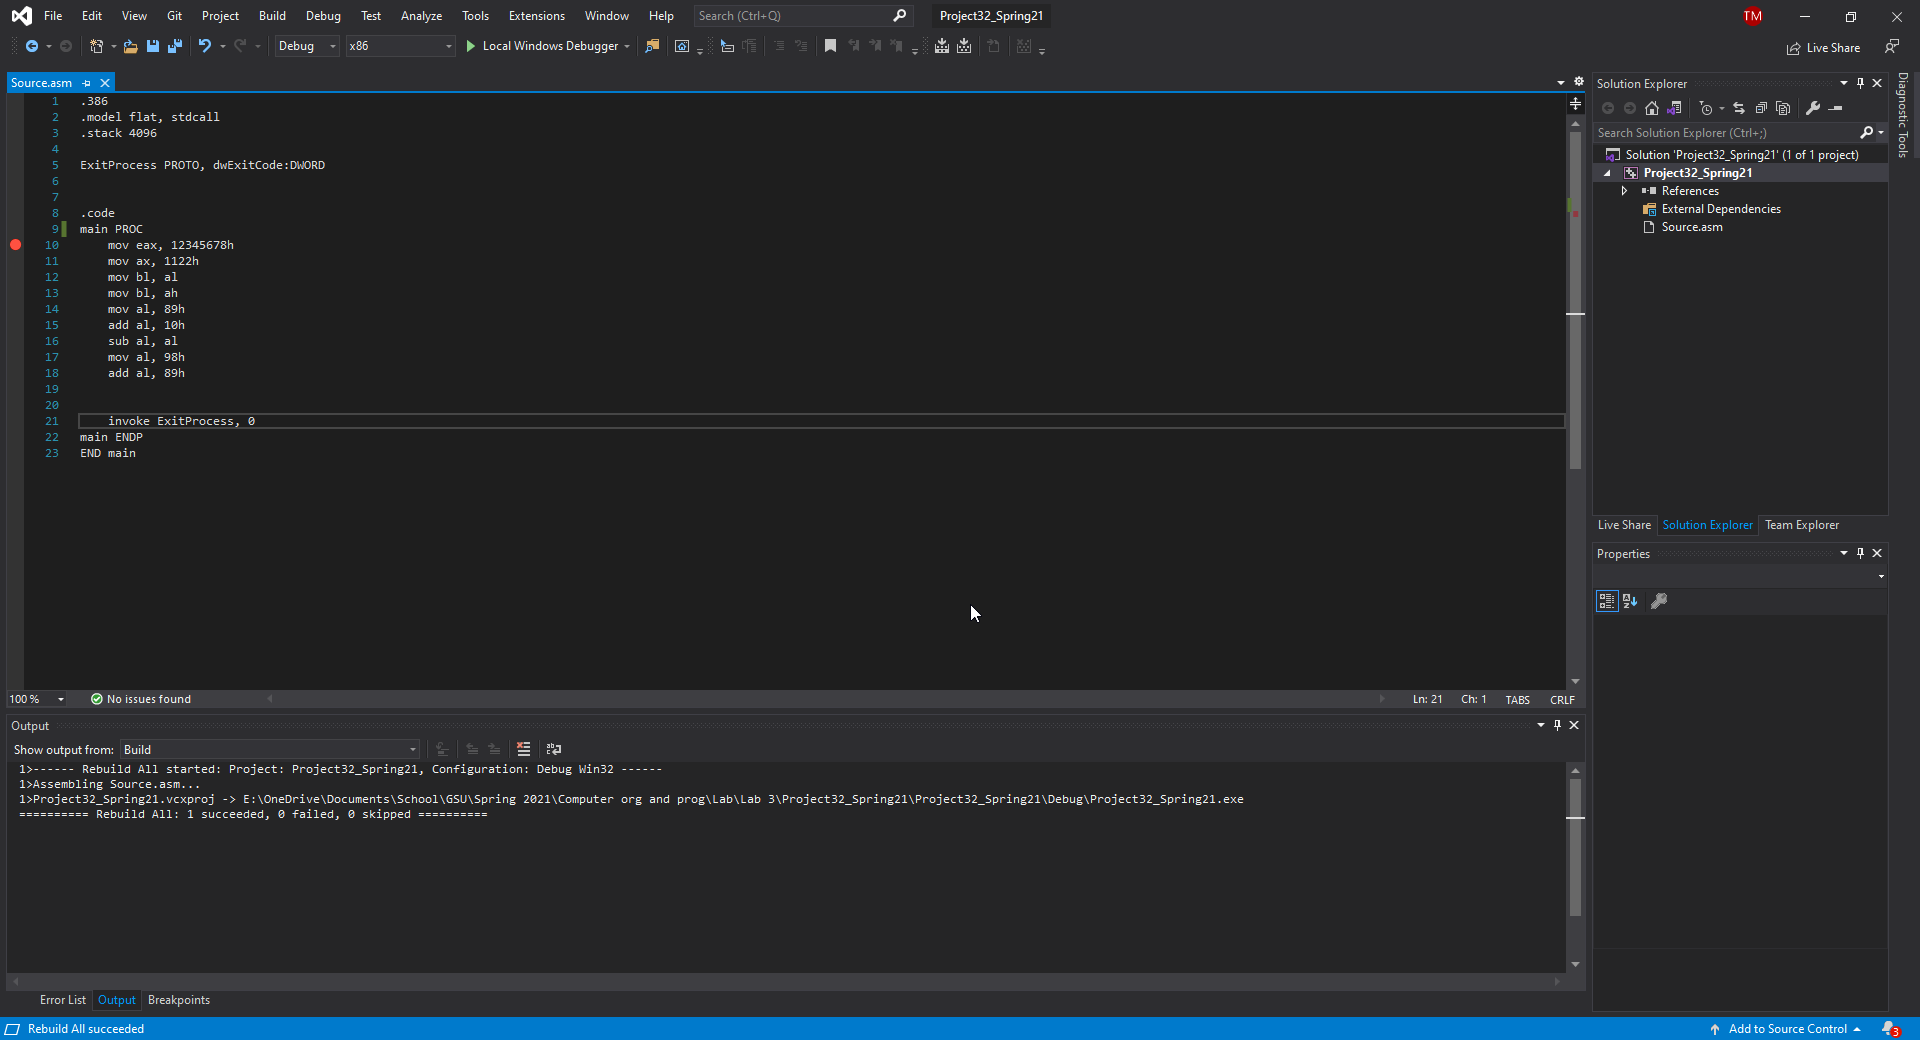 File Edit View Git Project Build Debug Test Analyze Tools Extensions Window Help Search (Ctrl+Q) Project32_Spring21 TM
Debug x86 Local Windows Debugger Live Share
Source.asm
1 .386
2 .model flat, stdcall
3 .stack 4096
4
5 ExitProcess PROTO, dwExitCode:DWORD
6
7
8 .code
9 main PROC
10 mov eax, 12345678h
11 mov ax, 1122h
12 mov bl, al
13 mov bl, ah
14 mov al, 89h
15 add al, 10h
16 sub al, al
17 mov al, 98h
18 add al, 89h
19
20
21 invoke ExitProcess, 0
22 main ENDP
23 END main
100 % No issues found Ln: 21 Ch: 1 TABS CRLF
Output
Show output from: Build
1>------ Rebuild All started: Project: Project32_Spring21, Configuration: Debug Win32 ------
1>Assembling Source.asm...
1>Project32_Spring21.vcxproj -> E:\OneDrive\Documents\School\GSU\Spring 2021\Computer org and prog\Lab\Lab 3\Project32_Spring21\Project32_Spring21\Debug\Project32_Spring21.exe
========== Rebuild All: 1 succeeded, 0 failed, 0 skipped ==========
Error List Output Breakpoints
Solution Explorer
Search Solution Explorer (Ctrl+;)
Solution 'Project32_Spring21' (1 of 1 project)
Project32_Spring21
References
External Dependencies
Source.asm
Live Share Solution Explorer Team Explorer
Properties
Diagnostic Tools
Rebuild All succeeded Add to Source Control 3